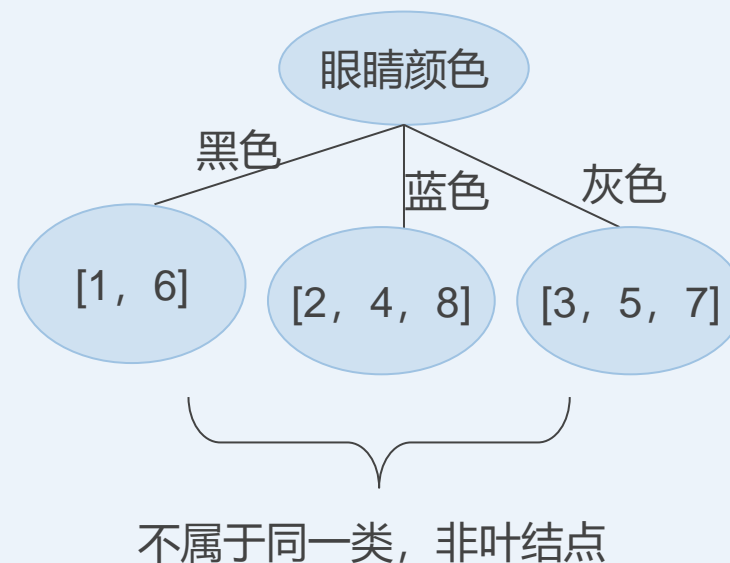 眼睛颜色
黑色
蓝色
灰色
[1，6]
[2，4，8]
[3，5，7]
不属于同一类，非叶结点